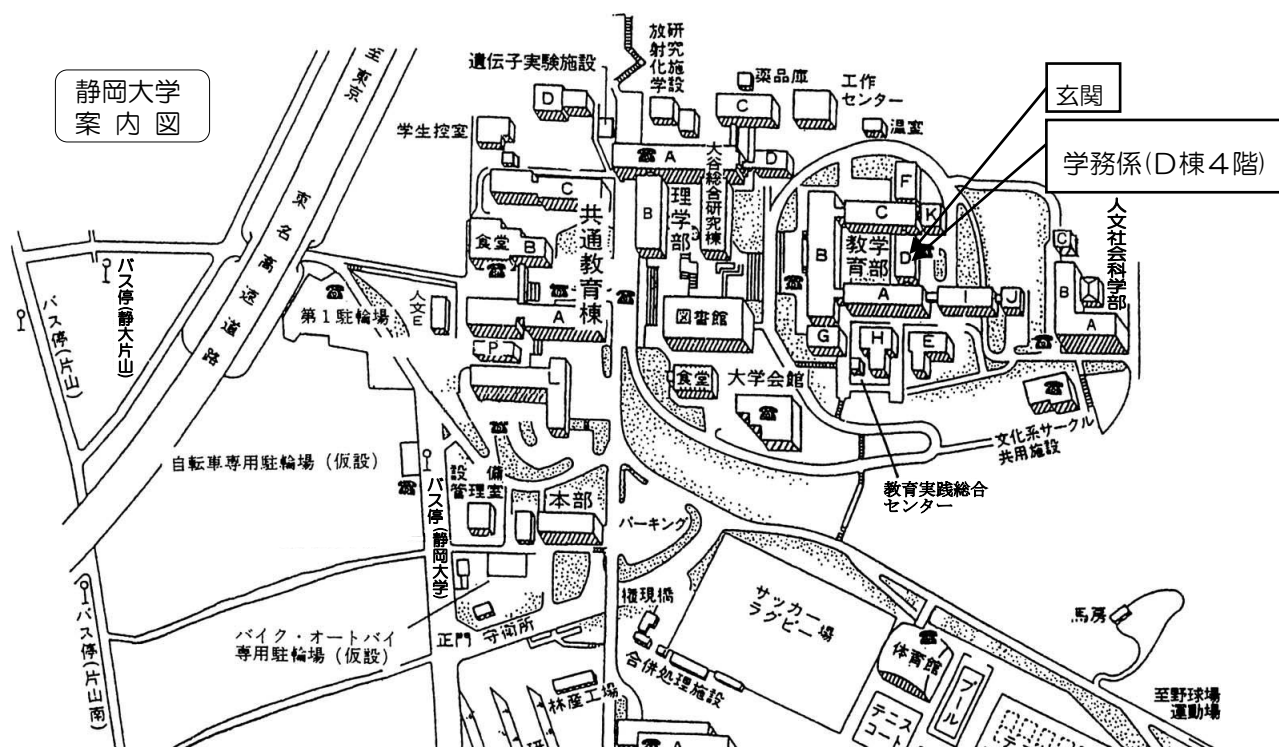 静岡大学
案内図
至東京
東名高速道路
遺伝子実験施設
放射化学
研究施設
薬品庫
工作
センター
玄関
学務係(D棟4階)
温室
学生控室
D
C
A
D
大谷総合研究棟
理学部
B
C
共通教育棟
食堂
B
A
人文E
P
L
第1駐輪場
バス停(静大片山)
バス停(片山)
図書館
食堂
大学会館
F
C
K
B
教育学部
D
A
I
J
G
H
E
人文社会科学部
C
B
A
文化系サークル
共用施設
教育実践総合
センター
自転車専用駐輪場(仮設)
バス停(静岡大学)
設備
管理室
本部
パーキング
バイク・オートバイ
専用駐輪場(仮設)
正門
守衛所
バス停(片山南)
権現橋
合併処理施設
林産工場
研
A
サッカー
ラグビー場
体育館
プール
テニス
コート
テ
馬房
至野球場
運動場